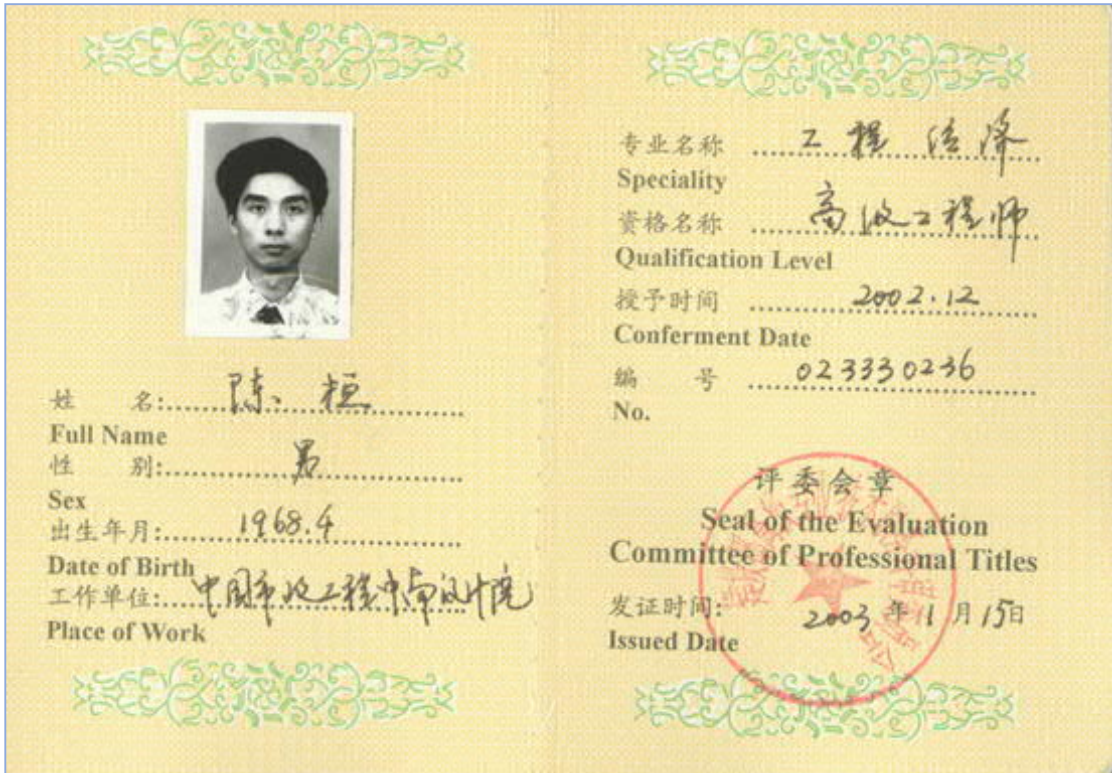 姓 名: 陈桓
Full Name
性 别: 男
Sex
出生年月: 1968.4
Date of Birth
工作单位: 中国市政工程中南设计院
Place of Work
专业名称 工程经济
Speciality
资格名称 高级工程师
Qualification Level
授予时间 2002.12
Conferment Date
编 号 023330236
No.
评委会章
Seal of the Evaluation
Committee of Professional Titles
发证时间: 2003年1月15日
Issued Date